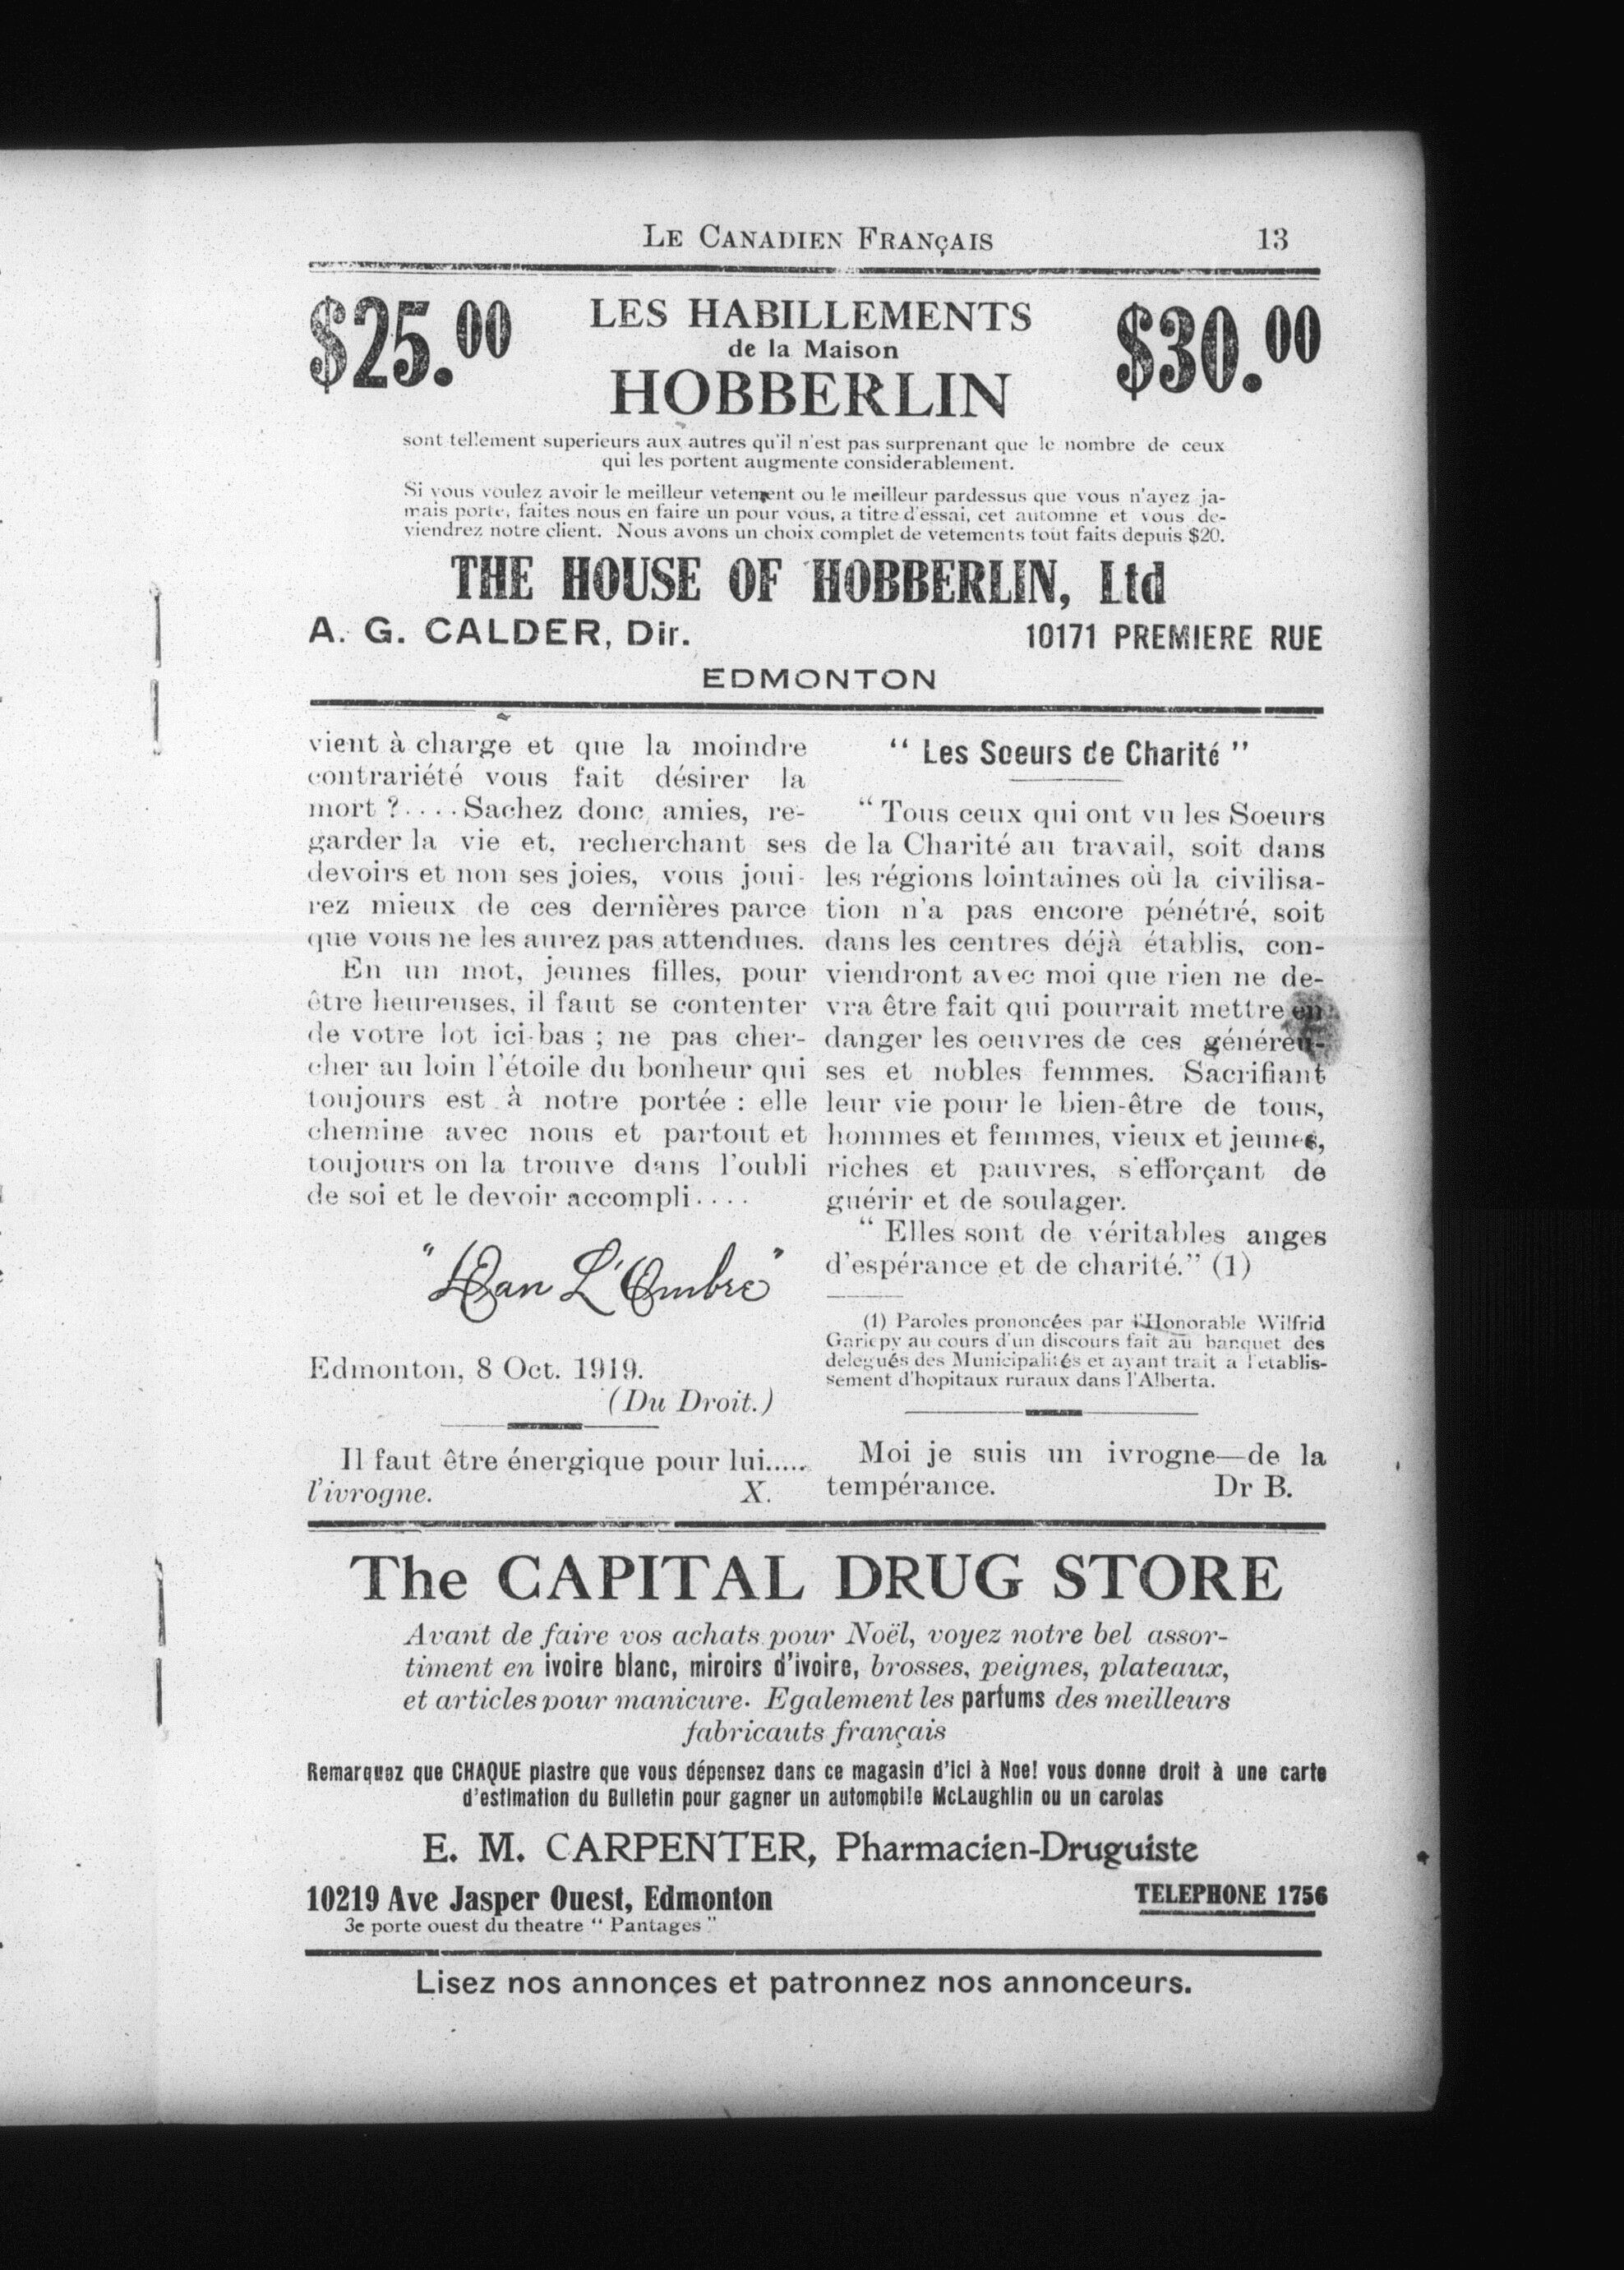 LE CANADIEN FRANÇAIS 13
$25.00
LES HABILLEMENTS
de la Maison
HOBBERLIN
$30.00
sont tellement superieurs aux autres qu'il n'est pas surprenant que le nombre de ceux
qui les portent augmente considerablement.
Si vous voulez avoir le meilleur vetement ou le meilleur pardessus que vous n'ayez ja-
mais porte, faites nous en faire un pour vous, a titre d'essai, cet automne et vous de-
viendrez notre client. Nous avons un choix complet de vetements tout faits depuis $20.
THE HOUSE OF HOBBERLIN, Ltd
A. G. CALDER, Dir. 10171 PREMIERE RUE
EDMONTON
vient à charge et que la moindre
contrariété vous fait désirer la
mort ?....Sachez donc, amies, re-
garder la vie et, recherchant ses
devoirs et non ses joies, vous joui-
rez mieux de ces dernières parce
que vous ne les aurez pas attendues.
En un mot, jeunes filles, pour
être heureuses, il faut se contenter
de votre lot ici-bas ; ne pas cher-
cher au loin l'étoile du bonheur qui
toujours est à notre portée : elle
chemine avec nous et partout et
toujours on la trouve dans l'oubli
de soi et le devoir accompli....
"Dan L'Ombre"
Edmonton, 8 Oct. 1919.
(Du Droit.)
Il faut être énergique pour lui.....
l'ivrogne. X.
" Les Soeurs de Charité "
" Tous ceux qui ont vu les Soeurs
de la Charité au travail, soit dans
les régions lointaines où la civilisa-
tion n'a pas encore pénétré, soit
dans les centres déjà établis, con-
viendront avec moi que rien ne de-
vra être fait qui pourrait mettre en
danger les oeuvres de ces généreu-
ses et nobles femmes. Sacrifiant
leur vie pour le bien-être de tous,
hommes et femmes, vieux et jeunes,
riches et pauvres, s'efforçant de
guérir et de soulager.
" Elles sont de véritables anges
d'espérance et de charité." (1)
(1) Paroles prononcées par l'Honorable Wilfrid
Gariepy au cours d'un discours fait au banquet des
delegués des Municipalités et ayant trait a l'etablis-
sement d'hopitaux ruraux dans l'Alberta.
Moi je suis un ivrogne—de la
tempérance. Dr B.
The CAPITAL DRUG STORE
Avant de faire vos achats pour Noël, voyez notre bel assor-
timent en ivoire blanc, miroirs d'ivoire, brosses, peignes, plateaux,
et articles pour manicure. Egalement les parfums des meilleurs
fabricauts français
Remarquez que CHAQUE piastre que vous dépensez dans ce magasin d'ici à Noel vous donne droit à une carte
d'estimation du Bulletin pour gagner un automobile McLaughlin ou un carolas
E. M. CARPENTER, Pharmacien-Druguiste
10219 Ave Jasper Ouest, Edmonton TELEPHONE 1756
3e porte ouest du theatre " Pantages "
Lisez nos annonces et patronnez nos annonceurs.